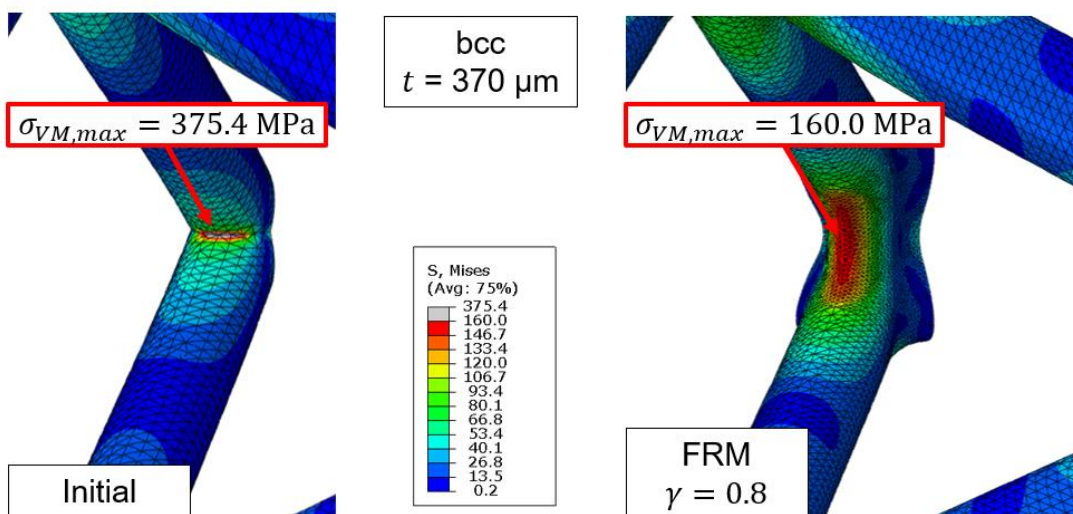 bcc
t = 370 µm
σ_VM,max = 375.4 MPa
σ_VM,max = 160.0 MPa
S, Mises
(Avg: 75%)
375.4
160.0
146.7
133.4
120.0
106.7
93.4
80.1
66.8
53.4
40.1
26.8
13.5
0.2
Initial
FRM
γ = 0.8